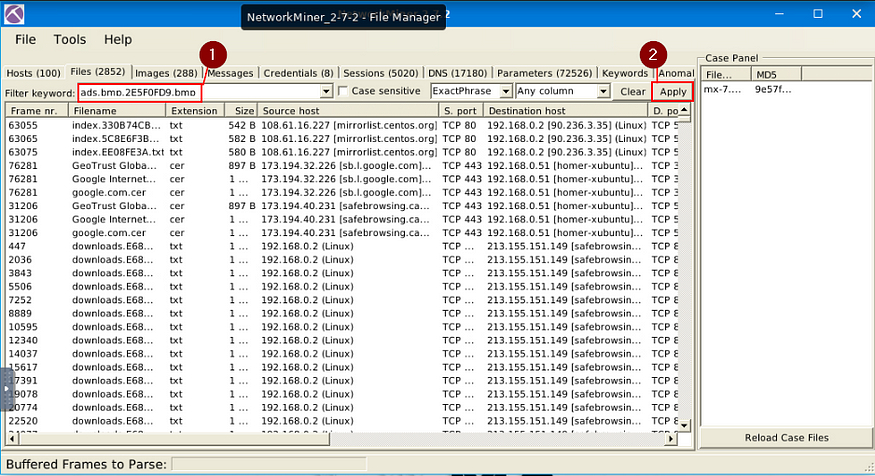 NetworkMiner_2-7-2 - File Manager
File Tools Help
1
2
Hosts (100) Files (2852) Images (288) Messages Credentials (8) Sessions (5020) DNS (17180) Parameters (72526) Keywords Anomal
Filter keyword: ads.bmp.2E5F0FD9.bmp Case sensitive ExactPhrase Any column Clear Apply
Frame nr. Filename Extension Size Source host S. port Destination host D. po
63055 index.330B74CB... txt 542 B 108.61.16.227 [mirrorlist.centos.org] TCP 80 192.168.0.2 [90.236.3.35] (Linux) TCP 5
63065 index.5C8E6F3B... txt 582 B 108.61.16.227 [mirrorlist.centos.org] TCP 80 192.168.0.2 [90.236.3.35] (Linux) TCP 5
63075 index.EE08FE3A.txt txt 580 B 108.61.16.227 [mirrorlist.centos.org] TCP 80 192.168.0.2 [90.236.3.35] (Linux) TCP 5
76281 GeoTrust Globa... cer 897 B 173.194.32.226 [sb.l.google.com]... TCP 443 192.168.0.51 [homer-xubuntu]... TCP 3
76281 Google Internet... cer 1 ... 173.194.32.226 [sb.l.google.com]... TCP 443 192.168.0.51 [homer-xubuntu]... TCP 3
76281 google.com.cer cer 1 ... 173.194.32.226 [sb.l.google.com]... TCP 443 192.168.0.51 [homer-xubuntu]... TCP 3
31206 GeoTrust Globa... cer 897 B 173.194.40.231 [safebrowsing.ca... TCP 443 192.168.0.51 [homer-xubuntu]... TCP 5
31206 Google Internet... cer 1 ... 173.194.40.231 [safebrowsing.ca... TCP 443 192.168.0.51 [homer-xubuntu]... TCP 5
31206 google.com.cer cer 1 ... 173.194.40.231 [safebrowsing.ca... TCP 443 192.168.0.51 [homer-xubuntu]... TCP 5
447 downloads.E68... txt 1 ... 192.168.0.2 (Linux) TCP ... 213.155.151.149 [safebrowsin... TCP 8
2036 downloads.E68... txt 1 ... 192.168.0.2 (Linux) TCP ... 213.155.151.149 [safebrowsin... TCP 8
3843 downloads.E68... txt 1 ... 192.168.0.2 (Linux) TCP ... 213.155.151.149 [safebrowsin... TCP 8
5506 downloads.E68... txt 1 ... 192.168.0.2 (Linux) TCP ... 213.155.151.149 [safebrowsin... TCP 8
7252 downloads.E68... txt 1 ... 192.168.0.2 (Linux) TCP ... 213.155.151.149 [safebrowsin... TCP 8
8889 downloads.E68... txt 1 ... 192.168.0.2 (Linux) TCP ... 213.155.151.149 [safebrowsin... TCP 8
10595 downloads.E68... txt 1 ... 192.168.0.2 (Linux) TCP ... 213.155.151.149 [safebrowsin... TCP 8
12340 downloads.E68... txt 1 ... 192.168.0.2 (Linux) TCP ... 213.155.151.149 [safebrowsin... TCP 8
14037 downloads.E68... txt 1 ... 192.168.0.2 (Linux) TCP ... 213.155.151.149 [safebrowsin... TCP 8
15617 downloads.E68... txt 1 ... 192.168.0.2 (Linux) TCP ... 213.155.151.149 [safebrowsin... TCP 8
17391 downloads.E68... txt 1 ... 192.168.0.2 (Linux) TCP ... 213.155.151.149 [safebrowsin... TCP 8
19078 downloads.E68... txt 1 ... 192.168.0.2 (Linux) TCP ... 213.155.151.149 [safebrowsin... TCP 8
20774 downloads.E68... txt 1 ... 192.168.0.2 (Linux) TCP ... 213.155.151.149 [safebrowsin... TCP 8
22520 downloads.E68... txt 1 ... 192.168.0.2 (Linux) TCP ... 213.155.151.149 [safebrowsin... TCP 8
Case Panel
File... MD5
mx-7.... 9e57f...
Reload Case Files
Buffered Frames to Parse: